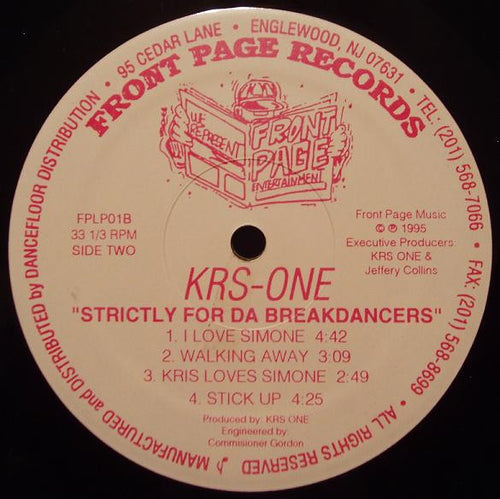 MANUFACTURED and DISTRIBUTED by DANCEFLOOR DISTRIBUTION • 95 CEDAR LANE • ENGLEWOOD, NJ 07631 • TEL: (201) 568-7066 • FAX: (201) 568-8699 • ALL RIGHTS RESERVED ♪
FRONT PAGE RECORDS
WE
REPRESENT
FRONT
PAGE
ENTERTAINMENT
FPLP01B
33 1/3 RPM
SIDE TWO
Front Page Music
© ℗ 1995
Executive Producers:
KRS ONE &
Jeffery Collins
KRS-ONE
"STRICTLY FOR DA BREAKDANCERS"
1. I LOVE SIMONE 4:42
2. WALKING AWAY 3:09
3. KRIS LOVES SIMONE 2:49
4. STICK UP 4:25
Produced by: KRS ONE
Engineered by:
Commisioner Gordon